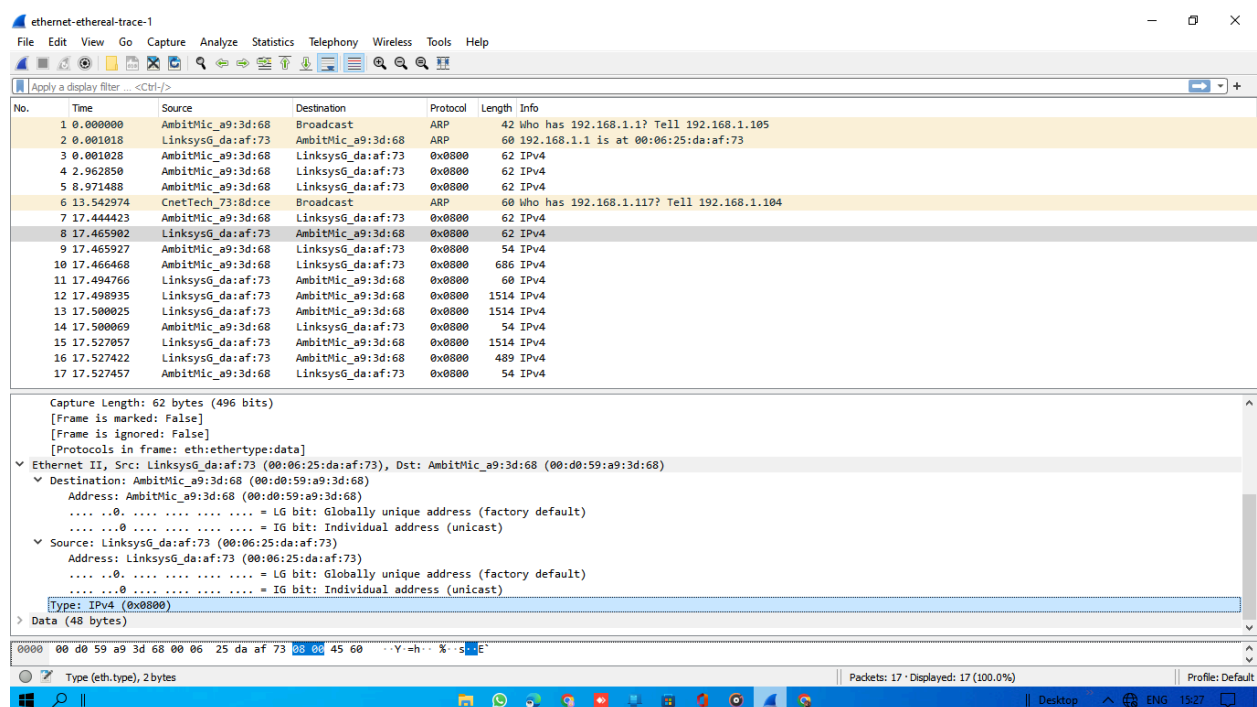 ethernet-ethereal-trace-1
File Edit View Go Capture Analyze Statistics Telephony Wireless Tools Help
Apply a display filter ... <Ctrl-/>
No. Time Source Destination Protocol Length Info
1 0.000000 AmbitMic_a9:3d:68 Broadcast ARP 42 Who has 192.168.1.1? Tell 192.168.1.105
2 0.001018 LinksysG_da:af:73 AmbitMic_a9:3d:68 ARP 60 192.168.1.1 is at 00:06:25:da:af:73
3 0.001028 AmbitMic_a9:3d:68 LinksysG_da:af:73 0x0800 62 IPv4
4 2.962850 AmbitMic_a9:3d:68 LinksysG_da:af:73 0x0800 62 IPv4
5 8.971488 AmbitMic_a9:3d:68 LinksysG_da:af:73 0x0800 62 IPv4
6 13.542974 CnetTech_73:8d:ce Broadcast ARP 60 Who has 192.168.1.117? Tell 192.168.1.104
7 17.444423 AmbitMic_a9:3d:68 LinksysG_da:af:73 0x0800 62 IPv4
8 17.465902 LinksysG_da:af:73 AmbitMic_a9:3d:68 0x0800 62 IPv4
9 17.465927 AmbitMic_a9:3d:68 LinksysG_da:af:73 0x0800 54 IPv4
10 17.466468 AmbitMic_a9:3d:68 LinksysG_da:af:73 0x0800 686 IPv4
11 17.494766 LinksysG_da:af:73 AmbitMic_a9:3d:68 0x0800 60 IPv4
12 17.498935 LinksysG_da:af:73 AmbitMic_a9:3d:68 0x0800 1514 IPv4
13 17.500025 LinksysG_da:af:73 AmbitMic_a9:3d:68 0x0800 1514 IPv4
14 17.500069 AmbitMic_a9:3d:68 LinksysG_da:af:73 0x0800 54 IPv4
15 17.527057 LinksysG_da:af:73 AmbitMic_a9:3d:68 0x0800 1514 IPv4
16 17.527422 LinksysG_da:af:73 AmbitMic_a9:3d:68 0x0800 489 IPv4
17 17.527457 AmbitMic_a9:3d:68 LinksysG_da:af:73 0x0800 54 IPv4
Capture Length: 62 bytes (496 bits)
[Frame is marked: False]
[Frame is ignored: False]
[Protocols in frame: eth:ethertype:data]
Ethernet II, Src: LinksysG_da:af:73 (00:06:25:da:af:73), Dst: AmbitMic_a9:3d:68 (00:d0:59:a9:3d:68)
Destination: AmbitMic_a9:3d:68 (00:d0:59:a9:3d:68)
Address: AmbitMic_a9:3d:68 (00:d0:59:a9:3d:68)
.... ..0. .... .... .... .... = LG bit: Globally unique address (factory default)
.... ...0 .... .... .... .... = IG bit: Individual address (unicast)
Source: LinksysG_da:af:73 (00:06:25:da:af:73)
Address: LinksysG_da:af:73 (00:06:25:da:af:73)
.... ..0. .... .... .... .... = LG bit: Globally unique address (factory default)
.... ...0 .... .... .... .... = IG bit: Individual address (unicast)
Type: IPv4 (0x0800)
Data (48 bytes)
0000 00 d0 59 a9 3d 68 00 06 25 da af 73 08 00 45 60 ··Y·=h·· %··s··E`
Type (eth.type), 2 bytes Packets: 17 · Displayed: 17 (100.0%) Profile: Default
Desktop ENG 15:27